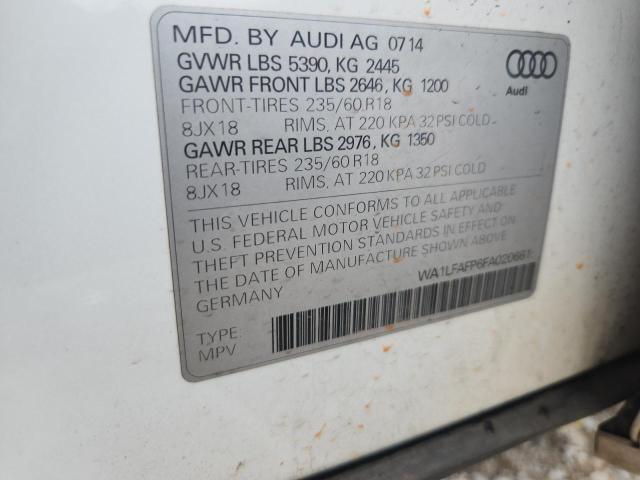 MFD. BY AUDI AG 07 14
GVWR LBS 5390, KG 2445
GAWR FRONT LBS 2646, KG 1200
FRONT-TIRES 235/60 R18
8JX18 RIMS, AT 220 KPA 32 PSI COLD
GAWR REAR LBS 2976, KG 1350
REAR-TIRES 235/60 R18
8JX18 RIMS, AT 220 KPA 32 PSI COLD
Audi
THIS VEHICLE CONFORMS TO ALL APPLICABLE
U.S. FEDERAL MOTOR VEHICLE SAFETY AND
THEFT PREVENTION STANDARDS IN EFFECT ON
THE DATE OF MANUFACTURE SHOWN ABOVE
GERMANY
WA1LFAFP6FA020661
TYPE:
MPV